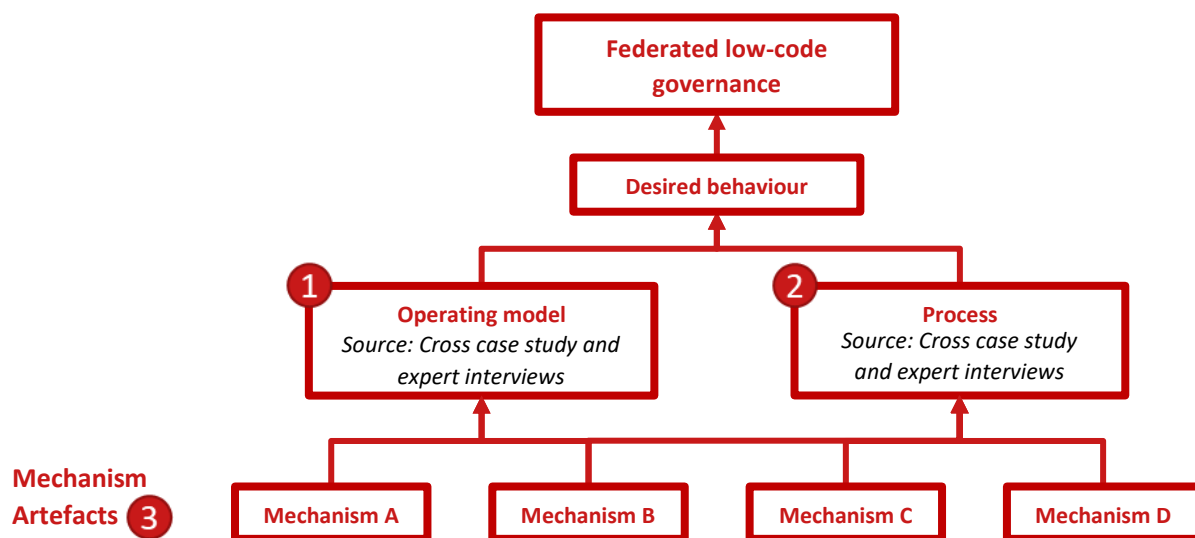 Federated low-code
governance
Desired behaviour
1
Operating model
Source: Cross case study and
expert interviews
2
Process
Source: Cross case study
and expert interviews
Mechanism
Artefacts 3
Mechanism A
Mechanism B
Mechanism C
Mechanism D